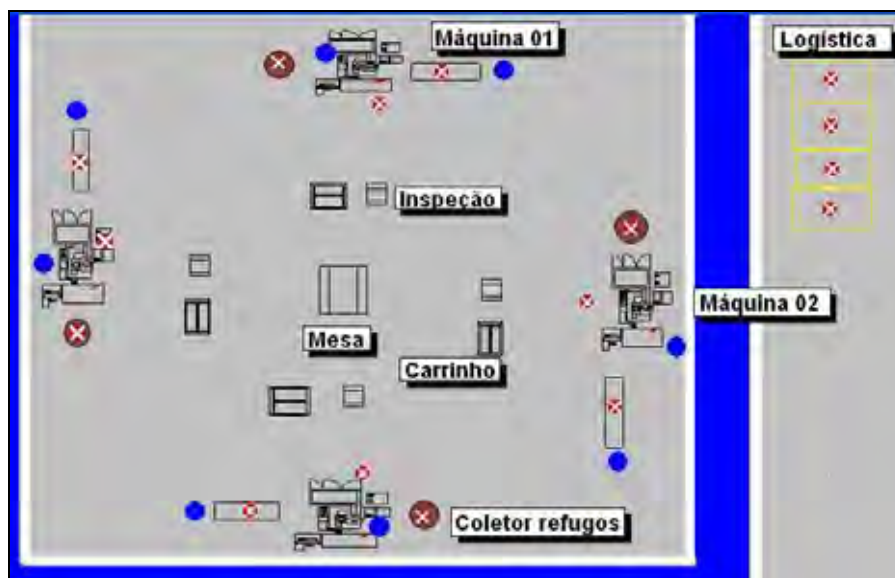 Máquina 01
Logística
Inspeção
Máquina 02
Mesa
Carrinho
Coletor refugos